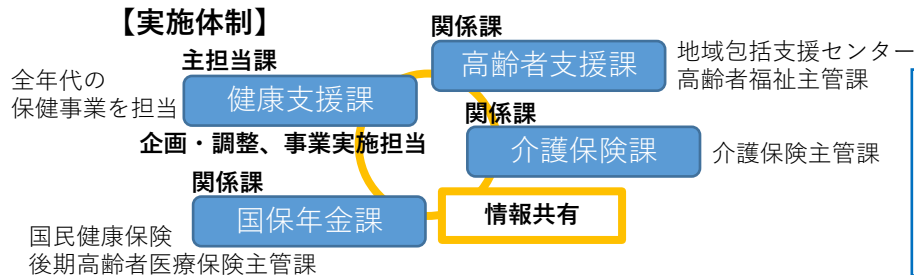 【実施体制】
関係課
高齢者支援課
地域包括支援センター
高齢者福祉主管課
主担当課
全年代の
保健事業を担当
健康支援課
企画・調整、事業実施担当
関係課
介護保険課
介護保険主管課
関係課
国保年金課
情報共有
国民健康保険
後期高齢者医療保険主管課